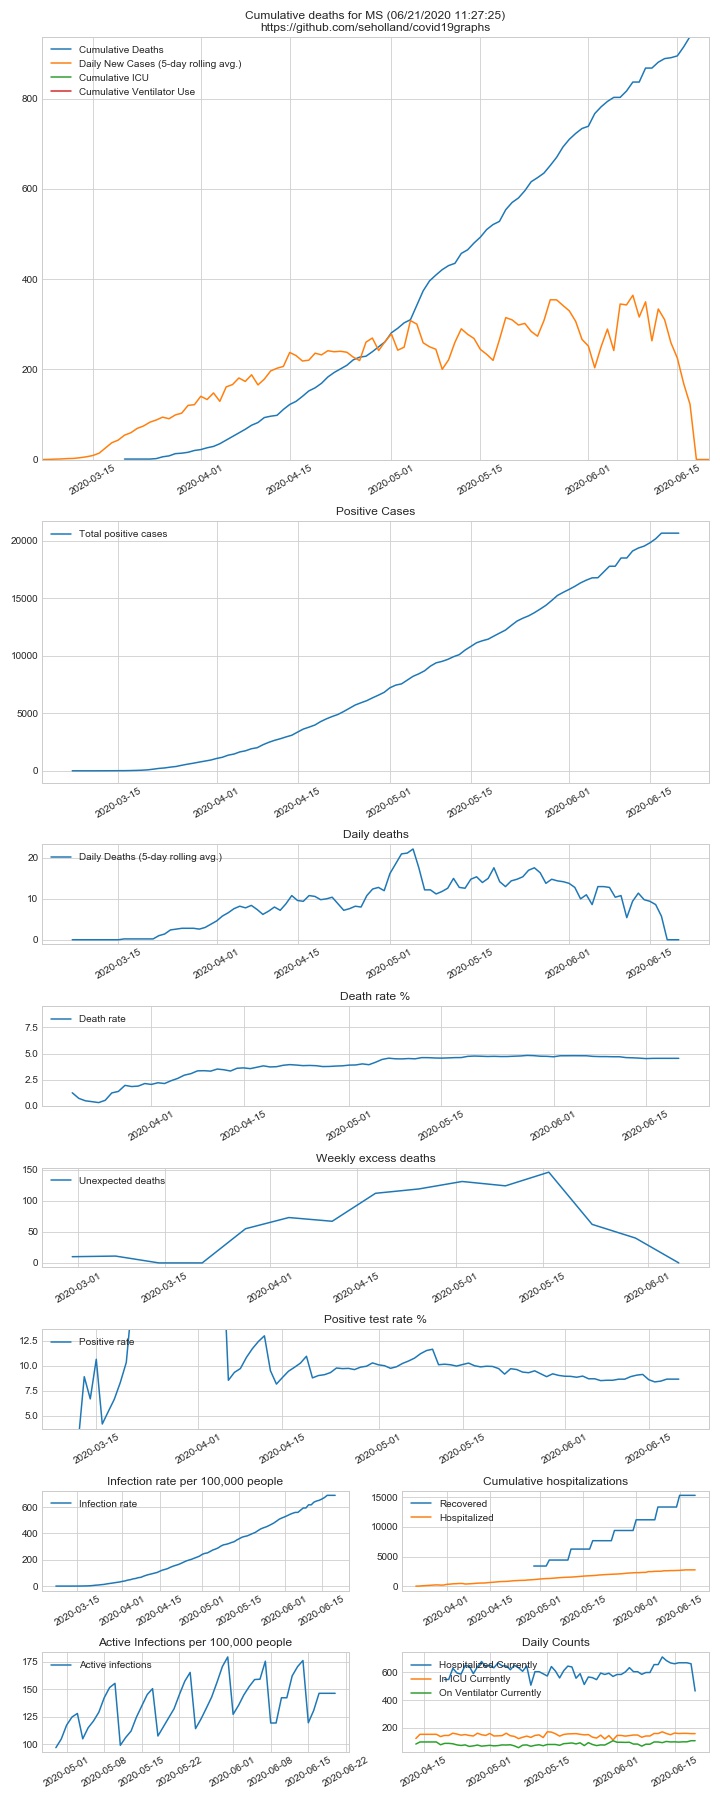 Cumulative deaths for MS (06/21/2020 11:27:25)
https://github.com/seholland/covid19graphs
Cumulative Deaths
Daily New Cases (5-day rolling avg.)
Cumulative ICU
Cumulative Ventilator Use
800
600
400
200
0
2020-03-15 2020-04-01 2020-04-15 2020-05-01 2020-05-15 2020-06-01 2020-06-15
Positive Cases
Total positive cases
20000
15000
10000
5000
0
2020-03-15 2020-04-01 2020-04-15 2020-05-01 2020-05-15 2020-06-01 2020-06-15
Daily deaths
Daily Deaths (5-day rolling avg.)
20
10
0
2020-03-15 2020-04-01 2020-04-15 2020-05-01 2020-05-15 2020-06-01 2020-06-15
Death rate %
Death rate
7.5
5.0
2.5
0.0
2020-04-01 2020-04-15 2020-05-01 2020-05-15 2020-06-01 2020-06-15
Weekly excess deaths
Unexpected deaths
150
100
50
0
2020-03-01 2020-03-15 2020-04-01 2020-04-15 2020-05-01 2020-05-15 2020-06-01
Positive test rate %
Positive rate
12.5
10.0
7.5
5.0
2020-03-15 2020-04-01 2020-04-15 2020-05-01 2020-05-15 2020-06-01 2020-06-15
Infection rate per 100,000 people
Infection rate
600
400
200
0
2020-03-15 2020-04-01 2020-04-15 2020-05-01 2020-05-15 2020-06-01 2020-06-15
Cumulative hospitalizations
Recovered
Hospitalized
15000
10000
5000
0
2020-04-01 2020-04-15 2020-05-01 2020-05-15 2020-06-01 2020-06-15
Active Infections per 100,000 people
Active infections
175
150
125
100
2020-05-01 2020-05-08 2020-05-15 2020-05-22 2020-06-01 2020-06-08 2020-06-15 2020-06-22
Daily Counts
Hospitalized Currently
In ICU Currently
On Ventilator Currently
600
400
200
2020-04-15 2020-05-01 2020-05-15 2020-06-01 2020-06-15